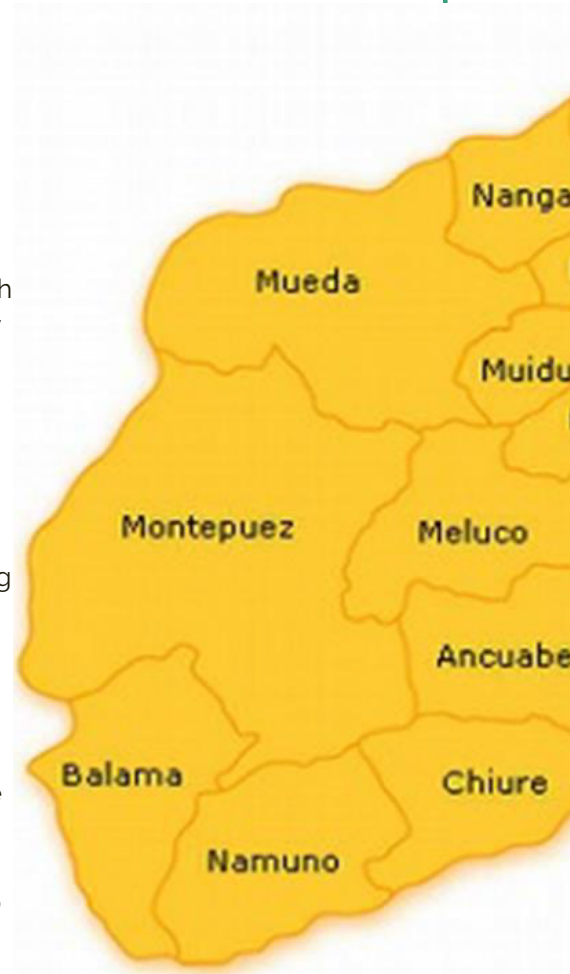 Nanga
h
Mueda
Muidu
Montepuez
Meluco
g
Ancuabe
Balama
Chiure
Namuno